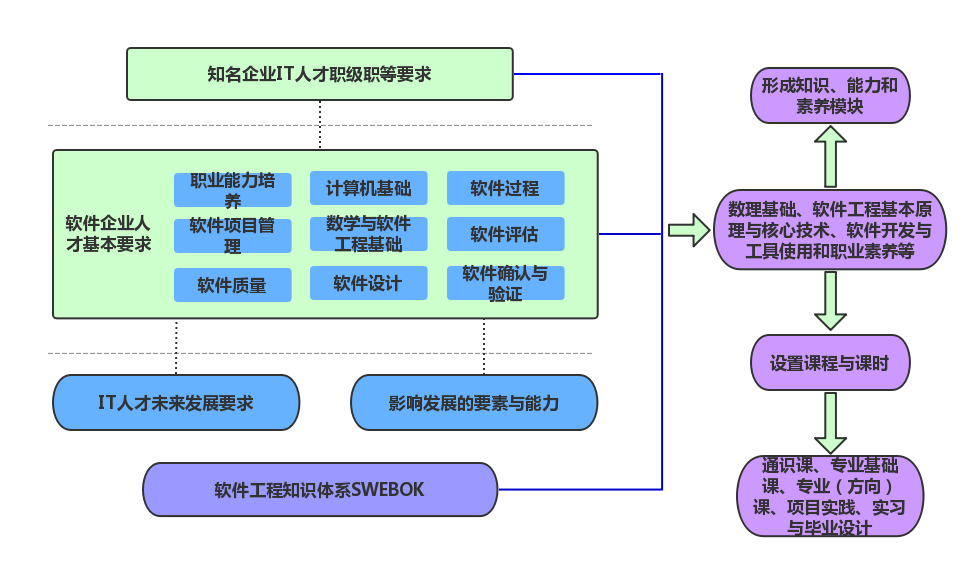 知名企业IT人才职级职等要求
软件企业人
才基本要求
职业能力培
养
计算机基础
软件过程
软件项目管
理
数学与软件
工程基础
软件评估
软件质量
软件设计
软件确认与
验证
IT人才未来发展要求
影响发展的要素与能力
软件工程知识体系SWEBOK
形成知识、能力和
素养模块
数理基础、软件工程基本原
理与核心技术、软件开发与
工具使用和职业素养等
设置课程与课时
通识课、专业基础
课、专业（方向）
课、项目实践、实习
与毕业设计